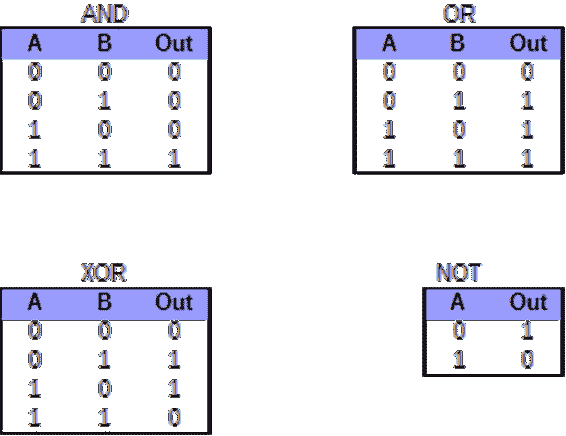 AND
A B Out
0 0 0
0 1 0
1 0 0
1 1 1
OR
A B Out
0 0 0
0 1 1
1 0 1
1 1 1
XOR
A B Out
0 0 0
0 1 1
1 0 1
1 1 0
NOT
A Out
0 1
1 0